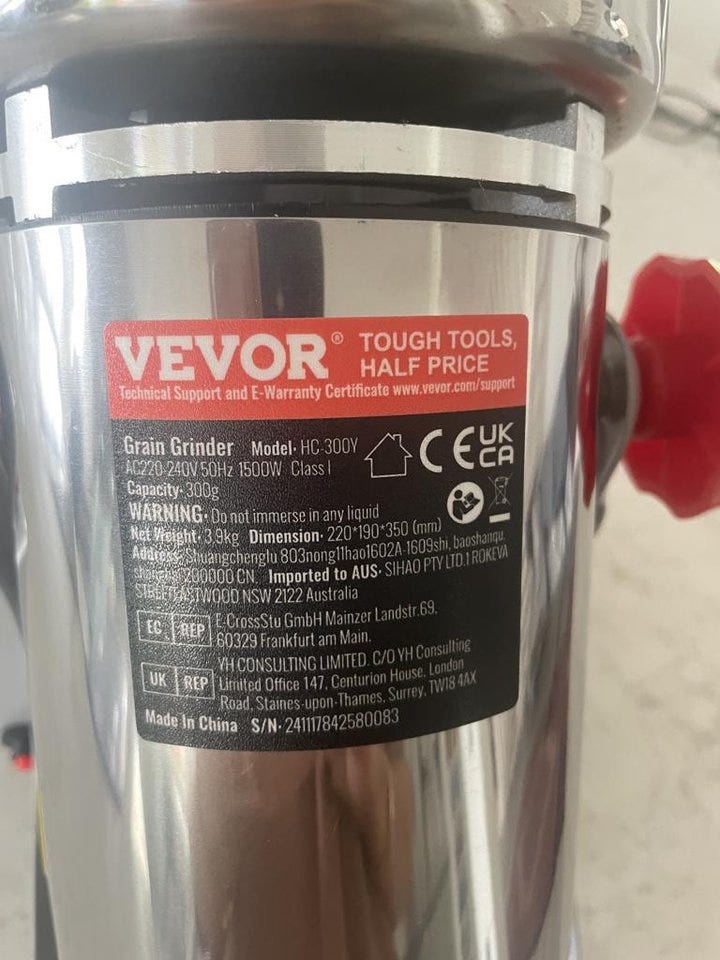 VEVOR®
TOUGH TOOLS,
HALF PRICE
Technical Support and E-Warranty Certificate www.vevor.com/support
Grain Grinder Model: HC-300Y
AC220-240V 50Hz 1500W Class I
Capacity: 300g
WARNING: Do not immerse in any liquid
Net Weight: 3.9kg Dimension: 220*190*350 (mm)
Address: Shuangchenglu 803nong11hao1602A-1609shi, baoshanqu,
200000 CN. Imported to AUS: SIHAO PTY LTD.1 ROKEVA
STREET EASTWOOD NSW 2122 Australia
EC REP
E-CrossStu GmbH Mainzer Landstr.69,
60329 Frankfurt am Main.
UK REP
YH CONSULTING LIMITED. C/O YH Consulting
Limited Office 147, Centurion House, London
Road, Staines-upon-Thames, Surrey, TW18 4AX
Made In China S/N: 241117842580083
CE
UK
CA